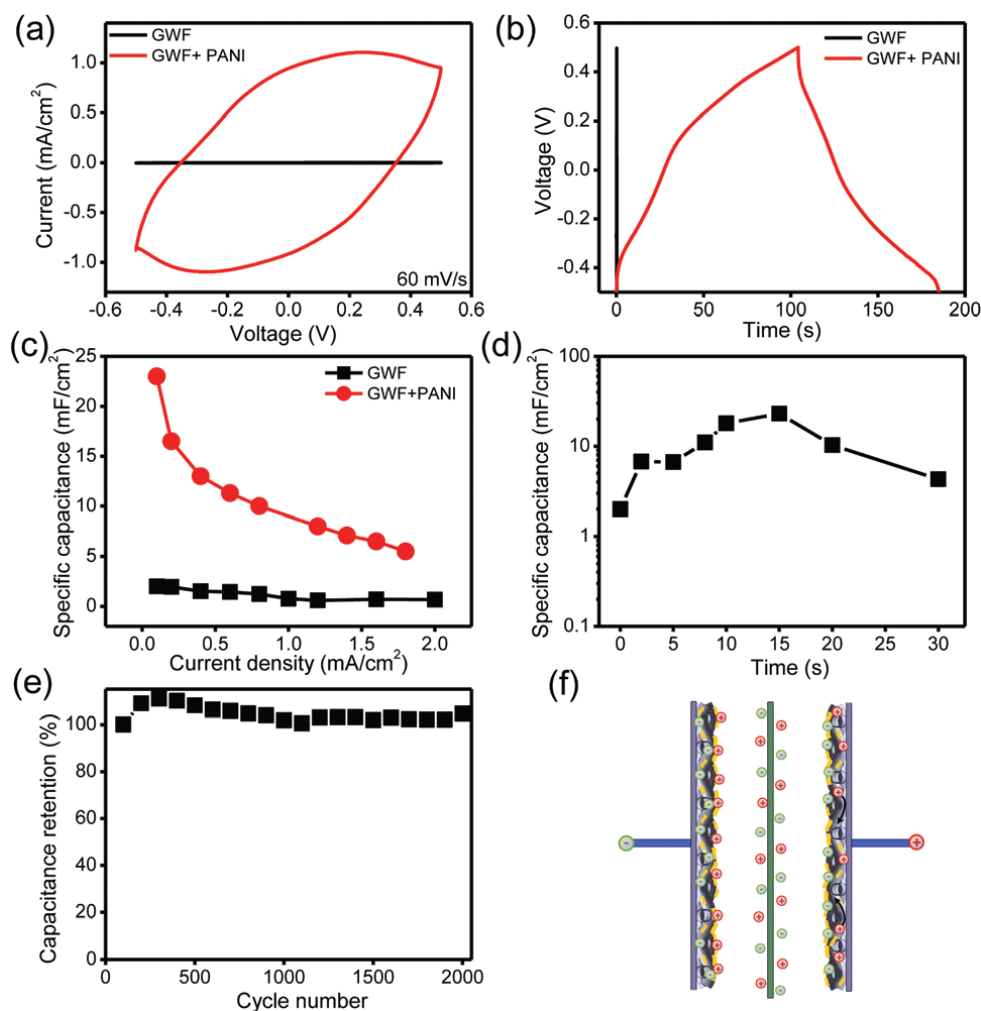 (a)
GWF
GWF+ PANI
1.0
0.5
0.0
-0.5
-1.0
Current (mA/cm²)
60 mV/s
-0.6 -0.4 -0.2 0.0 0.2 0.4 0.6
Voltage (V)
(b)
GWF
GWF+ PANI
0.5
0.2
0.0
-0.2
-0.4
Voltage (V)
0 50 100 150 200
Time (s)
(c)
GWF
GWF+PANI
25
20
15
10
5
0
Specific capacitance (mF/cm²)
0.0 0.5 1.0 1.5 2.0
Current density (mA/cm²)
(d)
100
10
1
0.1
Specific capacitance (mF/cm²)
0 5 10 15 20 25 30
Time (s)
(e)
100
80
60
40
20
0
Capacitance retention (%)
0 500 1000 1500 2000
Cycle number
(f)